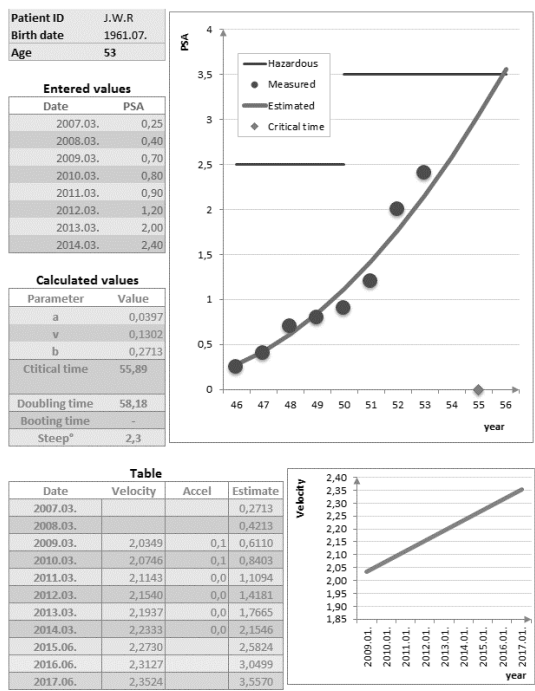 Patient ID J.W.R
Birth date 1961.07.
Age 53
Entered values
Date PSA
2007.03. 0,25
2008.03. 0,40
2009.03. 0,70
2010.03. 0,80
2011.03. 0,90
2012.03. 1,20
2013.03. 2,00
2014.03. 2,40
Calculated values
Parameter Value
a 0,0397
v 0,1302
b 0,2713
Ctitical time 55,89
Doubling time 58,18
Booting time -
Steep° 2,3
PSA
4
3,5
3
2,5
2
1,5
1
0,5
0
Hazardous
Measured
Estimated
Critical time
46 47 48 49 50 51 52 53 54 55 56
year
Table
Date Velocity Accel Estimate
2007.03. 0,2713
2008.03. 0,4213
2009.03. 2,0349 0,1 0,6110
2010.03. 2,0746 0,1 0,8403
2011.03. 2,1143 0,0 1,1094
2012.03. 2,1540 0,0 1,4181
2013.03. 2,1937 0,0 1,7665
2014.03. 2,2333 0,0 2,1546
2015.06. 2,2730 2,5824
2016.06. 2,3127 3,0499
2017.06. 2,3524 3,5570
Velocity
2,40
2,35
2,30
2,25
2,20
2,15
2,10
2,05
2,00
1,95
1,90
1,85
2009.01. 2010.01. 2011.01. 2012.01. 2013.01. 2014.01. 2015.01. 2016.01. 2017.01.
year